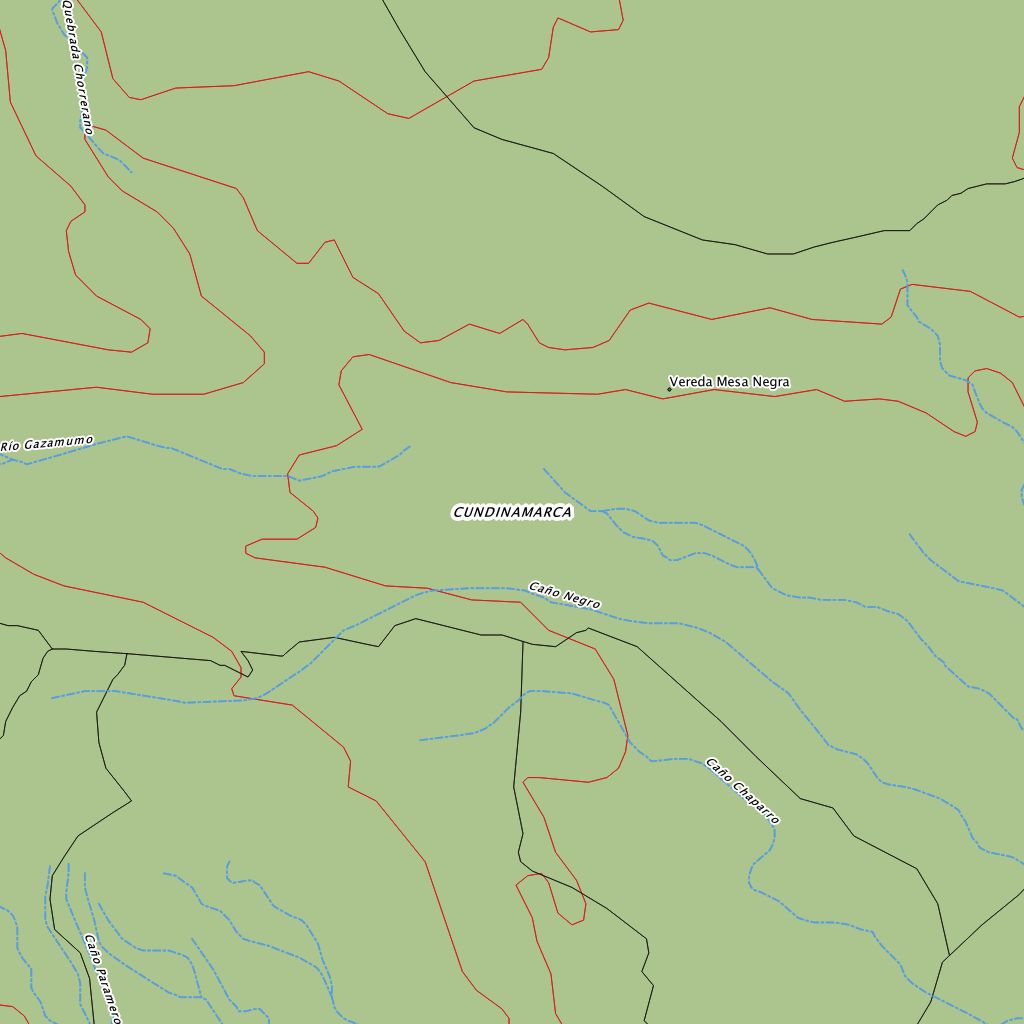 Quebrada Chorrerano
Vereda Mesa Negra
Río Gazamumo
CUNDINAMARCA
Caño Negro
Caño Chaparro
Caño Paramero